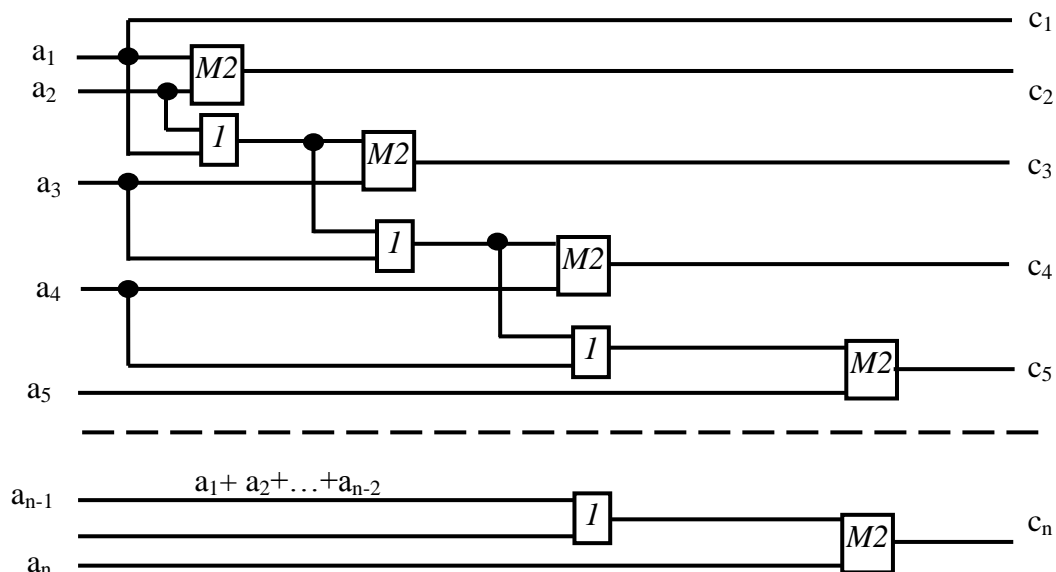 c₁
a₁
M2
a₂
c₂
1
M2
a₃
c₃
1
M2
a₄
c₄
1
M2
a₅
c₅
a₁+ a₂+…+aₙ₋₂
aₙ₋₁
1
M2
cₙ
aₙ